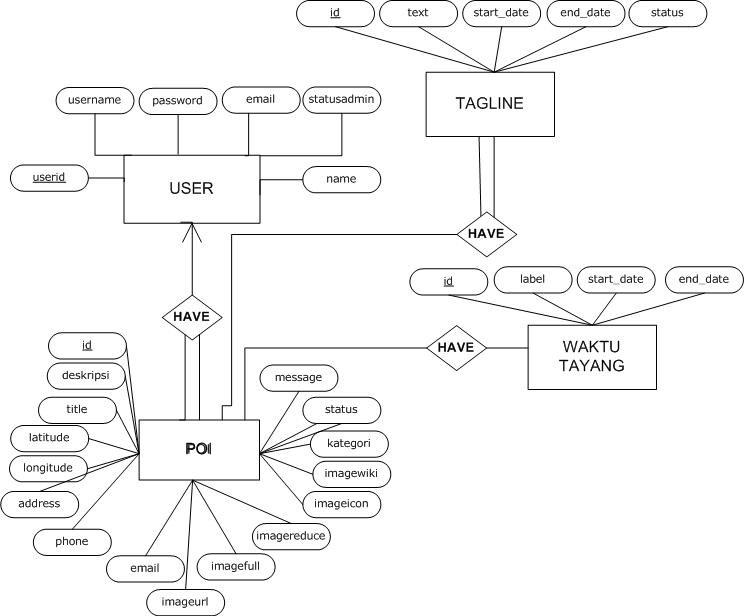 id
text
start_date
end_date
status
TAGLINE
username
password
email
statusadmin
userid
USER
name
HAVE
id
label
start_date
end_date
HAVE
WAKTU
TAYANG
HAVE
id
deskripsi
title
latitude
longitude
address
phone
POI
message
status
kategori
imagewiki
imageicon
imagereduce
imagefull
email
imageurl